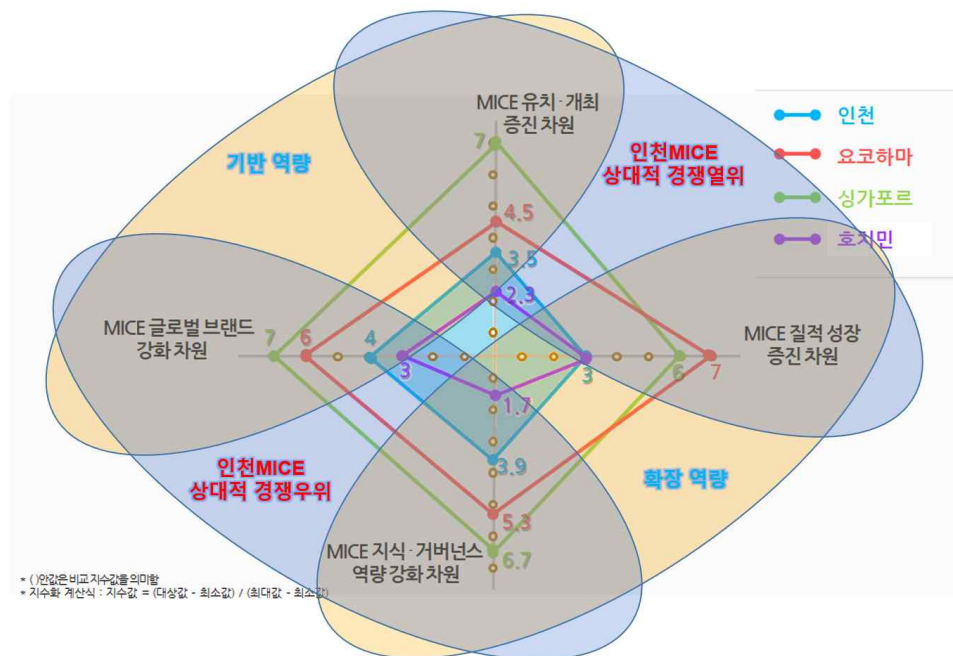 MICE 유치·개최
증진 차원
7
인천
기반 역량
인천MICE
상대적 경쟁열위
요코하마
싱가포르
4.5
호치민
3.5
2.3
MICE 글로벌 브랜드
강화 차원
7
6
4
3
3
6
7
MICE 질적 성장
증진 차원
1.7
인천MICE
상대적 경쟁우위
3.9
확장 역량
5.3
MICE 지식·거버넌스
역량 강화 차원
6.7
* ( )안값은 비교 지수값을 의미함
* 지수화 계산식 : 지수값 = (대상값 - 최소값) / (최대값 - 최소값)